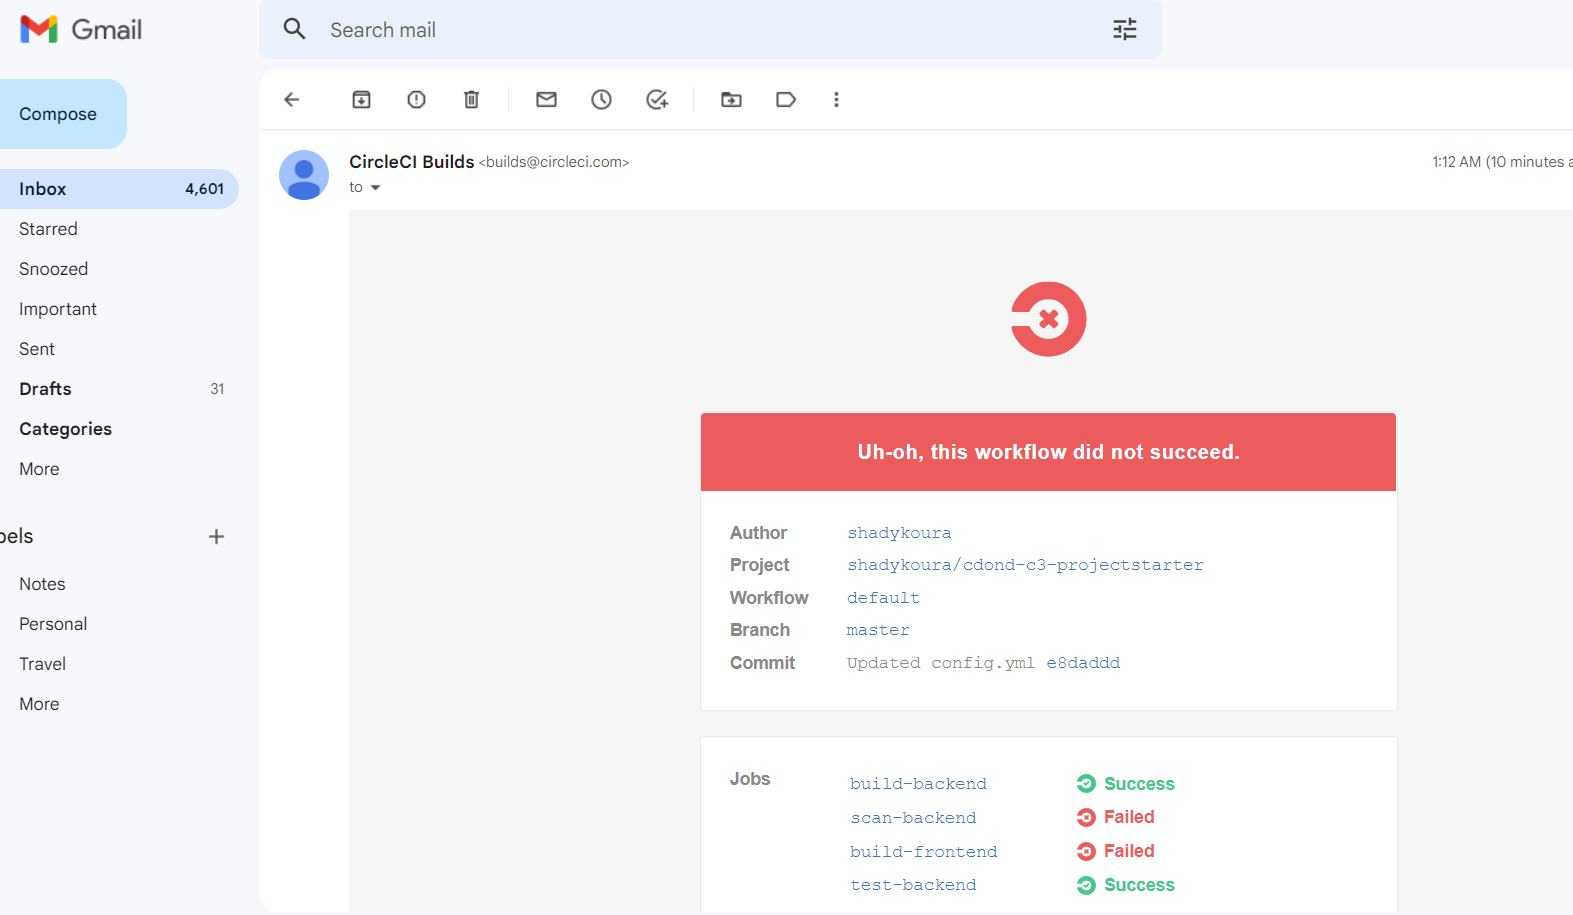 Gmail
Search mail
Compose
Inbox 4,601
Starred
Snoozed
Important
Sent
Drafts 31
Categories
More
Notes
Personal
Travel
More
CircleCI Builds <builds@circleci.com>
1:12 AM (10 minutes
to
Uh-oh, this workflow did not succeed.
Author shadykoura
Project shadykoura/cdond-c3-projectstarter
Workflow default
Branch master
Commit Updated config.yml e8daddd
Jobs
build-backend Success
scan-backend Failed
build-frontend Failed
test-backend Success